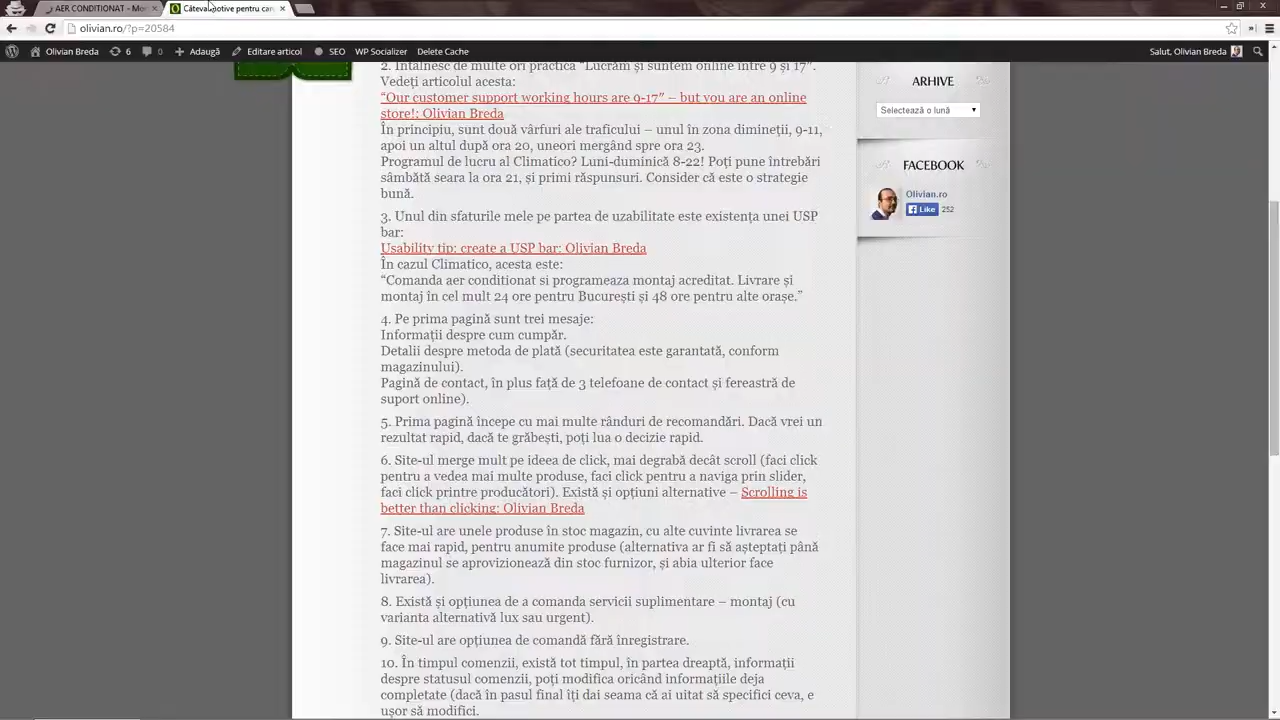 AER CONDITIONAT - Mo
Câteva motive pentru car
olivian.ro/?p=20584
Olivian Breda
6
0
Adaugă
Editare articol
SEO
WP Socializer
Delete Cache
Salut, Olivian Breda
2. Întâlnesc de multe ori practica “Lucrăm și suntem online între 9 și 17”.
Vedeți articolul acesta:
“Our customer support working hours are 9-17″ – but you are an online
store!: Olivian Breda
În principiu, sunt două vârfuri ale traficului – unul în zona dimineții, 9-11,
apoi un altul după ora 20, uneori mergând spre ora 23.
Programul de lucru al Climatico? Luni-duminică 8-22! Poți pune întrebări
sâmbătă seara la ora 21, și primi răspunsuri. Consider că este o strategie
bună.
3. Unul din sfaturile mele pe partea de uzabilitate este existența unei USP
bar:
Usability tip: create a USP bar: Olivian Breda
În cazul Climatico, acesta este:
“Comanda aer conditionat si programeaza montaj acreditat. Livrare și
montaj în cel mult 24 ore pentru București și 48 ore pentru alte orașe.”
4. Pe prima pagină sunt trei mesaje:
Informații despre cum cumpăr.
Detalii despre metoda de plată (securitatea este garantată, conform
magazinului).
Pagină de contact, în plus față de 3 telefoane de contact și fereastră de
suport online).
5. Prima pagină începe cu mai multe rânduri de recomandări. Dacă vrei un
rezultat rapid, dacă te grăbești, poți lua o decizie rapid.
6. Site-ul merge mult pe ideea de click, mai degrabă decât scroll (faci click
pentru a vedea mai multe produse, faci click pentru a naviga prin slider,
faci click printre producători). Există și opțiuni alternative – Scrolling is
better than clicking: Olivian Breda
7. Site-ul are unele produse în stoc magazin, cu alte cuvinte livrarea se
face mai rapid, pentru anumite produse (alternativa ar fi să așteptați până
magazinul se aprovizionează din stoc furnizor, și abia ulterior face
livrarea).
8. Există și opțiunea de a comanda servicii suplimentare – montaj (cu
varianta alternativă lux sau urgent).
9. Site-ul are opțiunea de comandă fără înregistrare.
10. În timpul comenzii, există tot timpul, în partea dreaptă, informații
despre statusul comenzii, poți modifica oricând informațiile deja
completate (dacă în pasul final îți dai seama că ai uitat să specifici ceva, e
ușor să modifici.
ARHIVE
Selectează o lună
FACEBOOK
Olivian.ro
Like
252